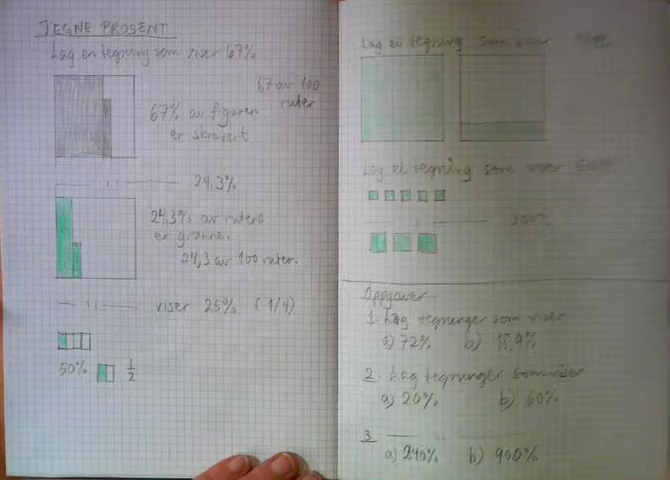 TEGNE PROSENT
Lag en tegning som viser 67%
67 av 100
ruter
67% av figuren
er skravert
—— " —— 24,3%
24,3% av rutene
er grønne.
24,3 av 100 ruter.
—— " —— viser 25% (1/4)
50% 1/2
Lag ei tegning som viser
Lag ei tegning som viser
—— " ——
Oppgaver
1. Lag tegninger som viser
a) 72% b) 18,9%
2. Lag tegninger som viser
a) 20% b) 60%
3. —— " ——
a) 240% b) 900%